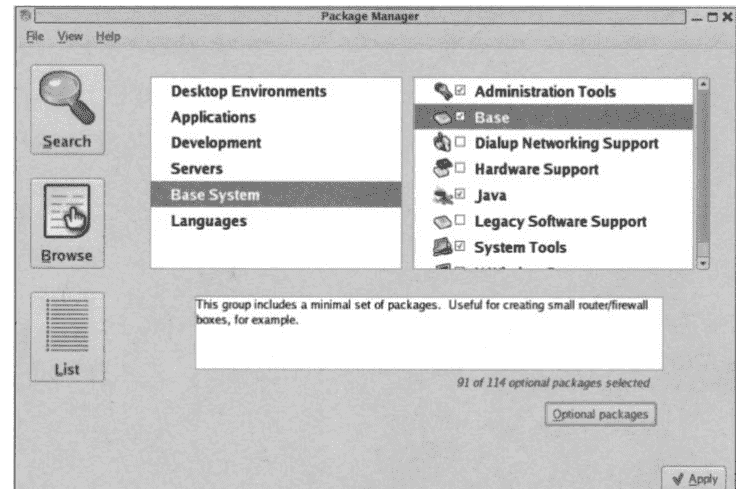 Package Manager
File View Help
Search
Browse
List
Desktop Environments
Applications
Development
Servers
Base System
Languages
Administration Tools
Base
Dialup Networking Support
Hardware Support
Java
Legacy Software Support
System Tools
This group includes a minimal set of packages. Useful for creating small router/firewall
boxes, for example.
91 of 114 optional packages selected
Optional packages
Apply